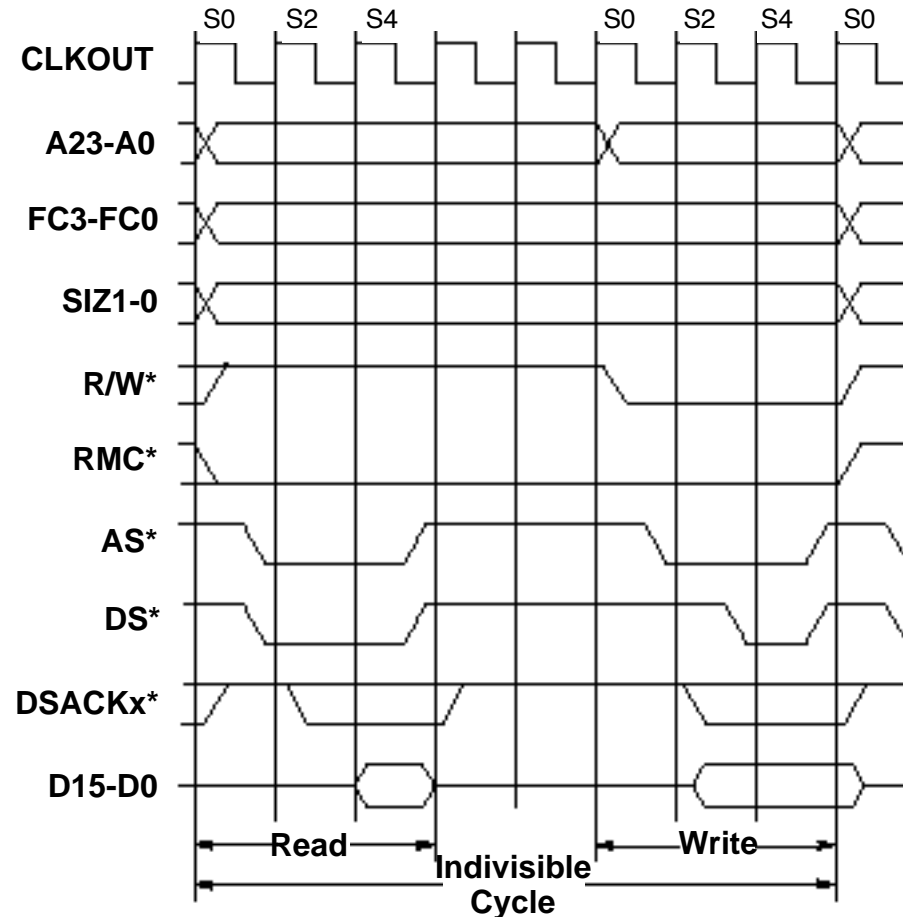 S0 S2 S4 S0 S2 S4 S0
CLKOUT
A23-A0
FC3-FC0
SIZ1-0
R/W*
RMC*
AS*
DS*
DSACKx*
D15-D0
Read Write
Indivisible
Cycle